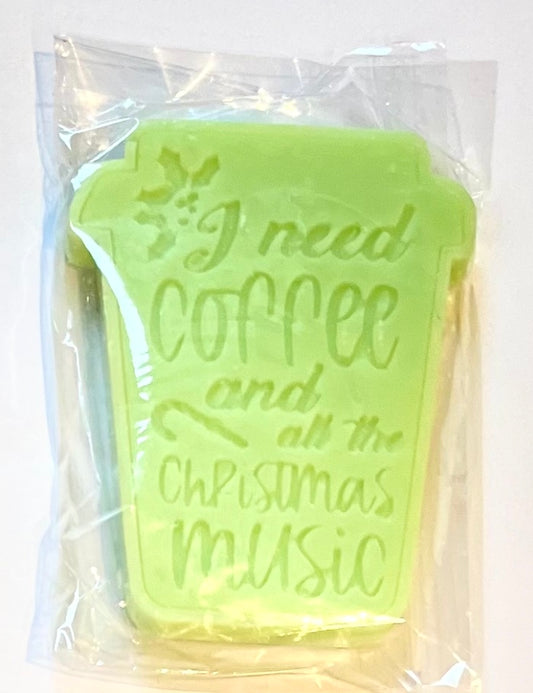 I need
COFFEE
and
all the
CHRISTMAS
MUSIC